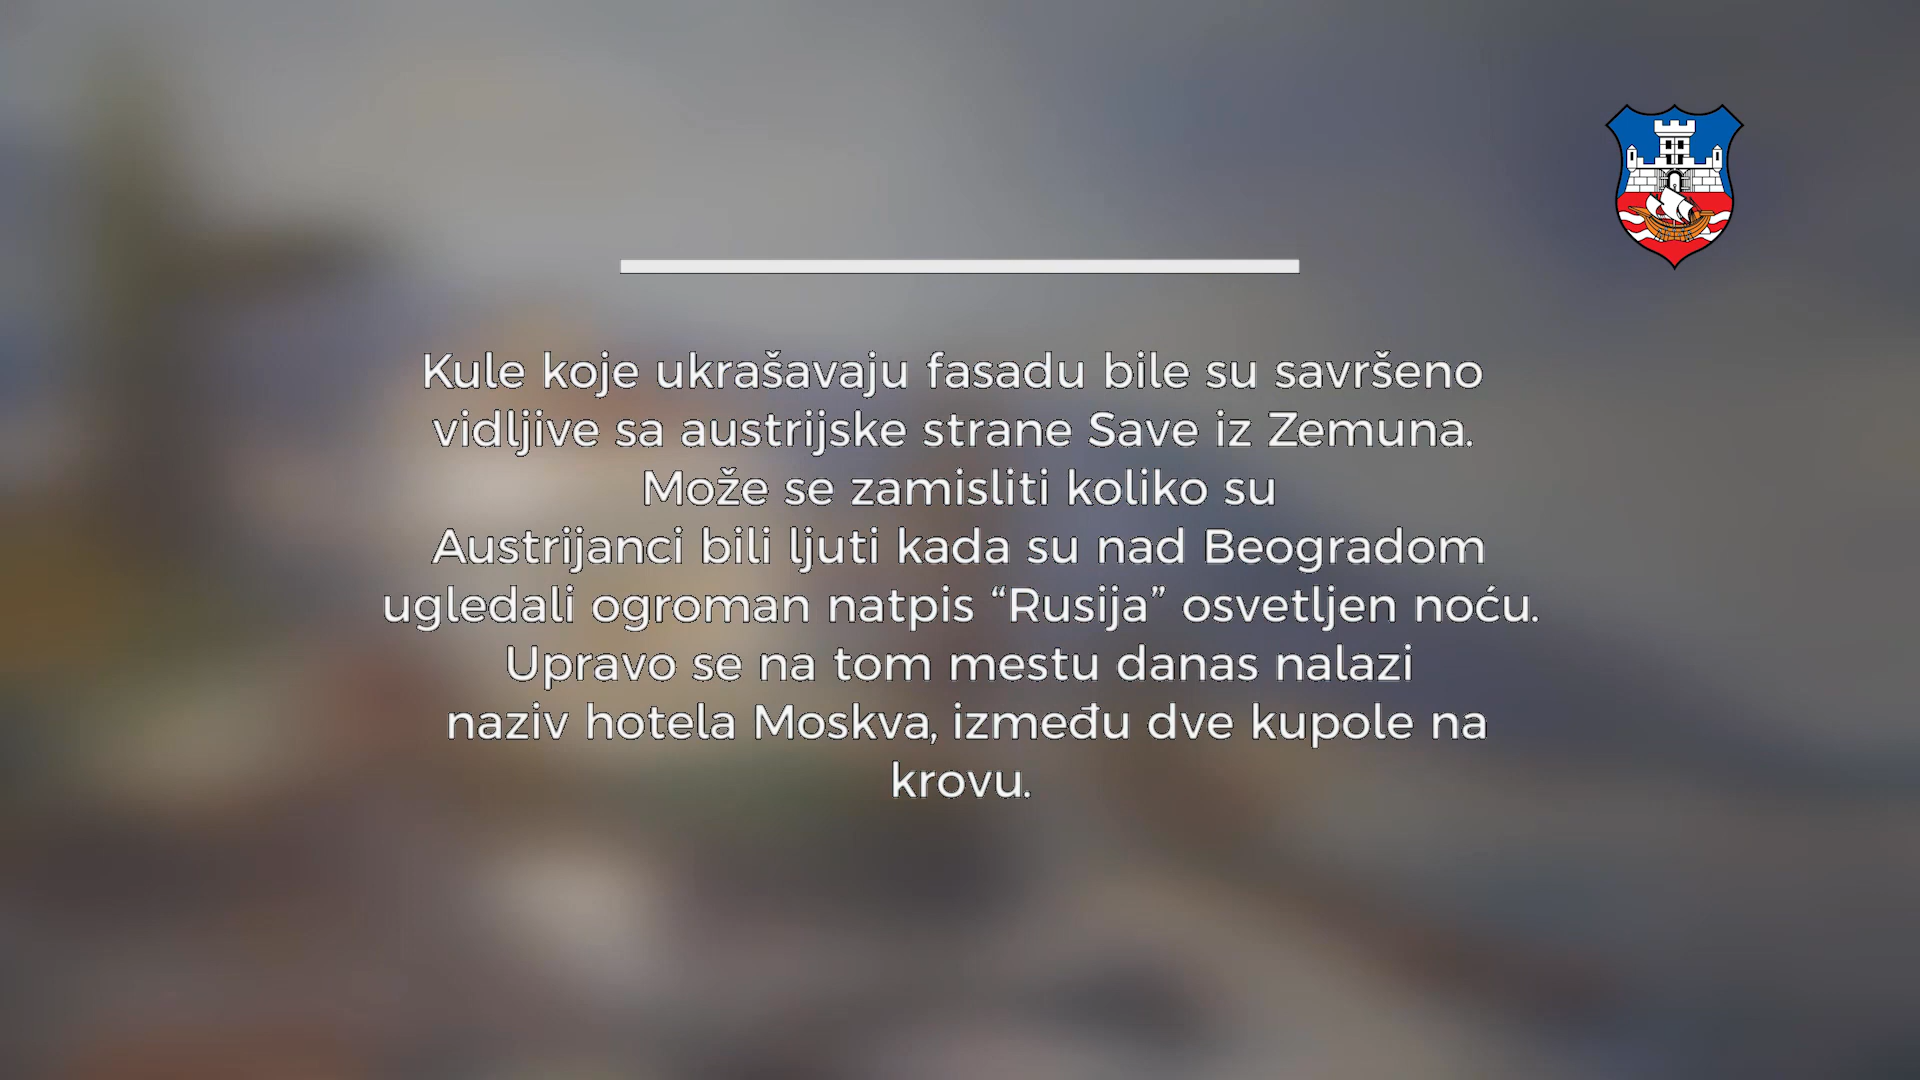 Kule koje ukrašavaju fasadu bile su savršeno
vidljive sa austrijske strane Save iz Zemuna.
Može se zamisliti koliko su
Austrijanci bili ljuti kada su nad Beogradom
ugledali ogroman natpis “Rusija” osvetljen noću.
Upravo se na tom mestu danas nalazi
naziv hotela Moskva, između dve kupole na
krovu.